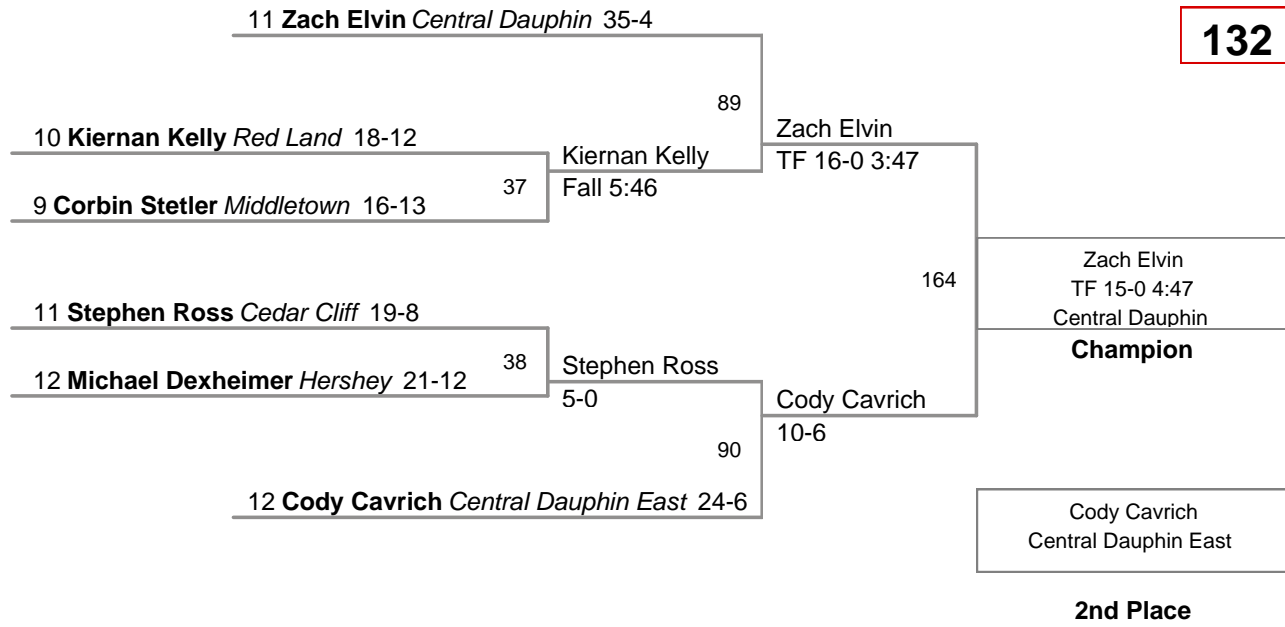 11 Zach Elvin Central Dauphin 35-4
132
89
10 Kiernan Kelly Red Land 18-12
Zach Elvin
TF 16-0 3:47
Kiernan Kelly
Fall 5:46
37
9 Corbin Stetler Middletown 16-13
164
Zach Elvin
TF 15-0 4:47
Central Dauphin
Champion
11 Stephen Ross Cedar Cliff 19-8
38
Stephen Ross
5-0
12 Michael Dexheimer Hershey 21-12
Cody Cavrich
10-6
90
12 Cody Cavrich Central Dauphin East 24-6
Cody Cavrich
Central Dauphin East
2nd Place